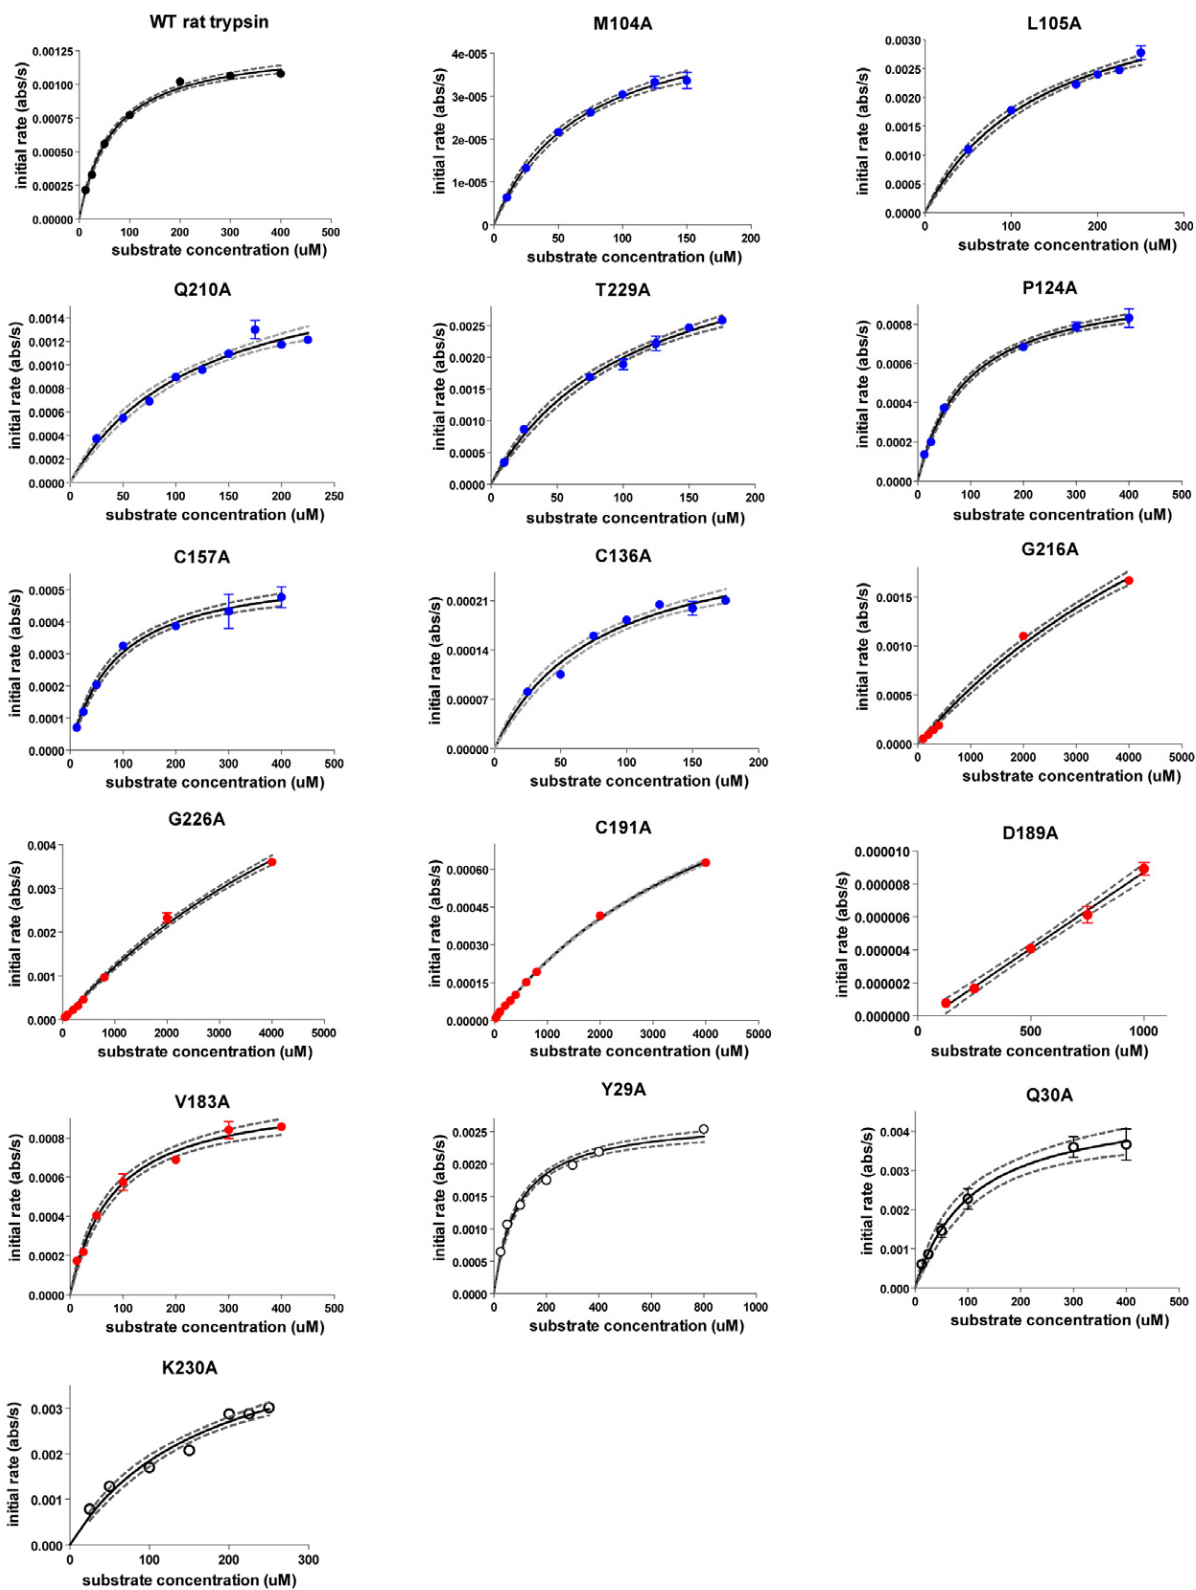 WT rat trypsin
initial rate (abs/s)
0.00125
0.00100
0.00075
0.00050
0.00025
0.00000
0 100 200 300 400 500
substrate concentration (uM)
M104A
initial rate (abs/s)
4e-005
3e-005
2e-005
1e-005
0
0 50 100 150 200
substrate concentration (uM)
L105A
initial rate (abs/s)
0.0030
0.0025
0.0020
0.0015
0.0010
0.0005
0.0000
0 100 200 300
substrate concentration (uM)
Q210A
initial rate (abs/s)
0.0014
0.0012
0.0010
0.0008
0.0006
0.0004
0.0002
0.0000
0 50 100 150 200 250
substrate concentration (uM)
T229A
initial rate (abs/s)
0.0025
0.0020
0.0015
0.0010
0.0005
0.0000
0 50 100 150 200
substrate concentration (uM)
P124A
initial rate (abs/s)
0.0008
0.0006
0.0004
0.0002
0.0000
0 100 200 300 400 500
substrate concentration (uM)
C157A
initial rate (abs/s)
0.0005
0.0004
0.0003
0.0002
0.0001
0.0000
0 100 200 300 400 500
substrate concentration (uM)
C136A
initial rate (abs/s)
0.00021
0.00014
0.00007
0.00000
0 50 100 150 200
substrate concentration (uM)
G216A
initial rate (abs/s)
0.0015
0.0010
0.0005
0.0000
0 1000 2000 3000 4000 5000
substrate concentration (uM)
G226A
initial rate (abs/s)
0.004
0.003
0.002
0.001
0.000
0 1000 2000 3000 4000 5000
substrate concentration (uM)
C191A
initial rate (abs/s)
0.00060
0.00045
0.00030
0.00015
0.00000
0 1000 2000 3000 4000 5000
substrate concentration (uM)
D189A
initial rate (abs/s)
0.000010
0.000008
0.000006
0.000004
0.000002
0.000000
0 500 1000
substrate concentration (uM)
V183A
initial rate (abs/s)
0.0008
0.0006
0.0004
0.0002
0.0000
0 100 200 300 400 500
substrate concentration (uM)
Y29A
initial rate (abs/s)
0.0025
0.0020
0.0015
0.0010
0.0005
0.0000
0 200 400 600 800 1000
substrate concentration (uM)
Q30A
initial rate (abs/s)
0.004
0.003
0.002
0.001
0.000
0 100 200 300 400 500
substrate concentration (uM)
K230A
initial rate (abs/s)
0.003
0.002
0.001
0.000
0 100 200 300
substrate concentration (uM)